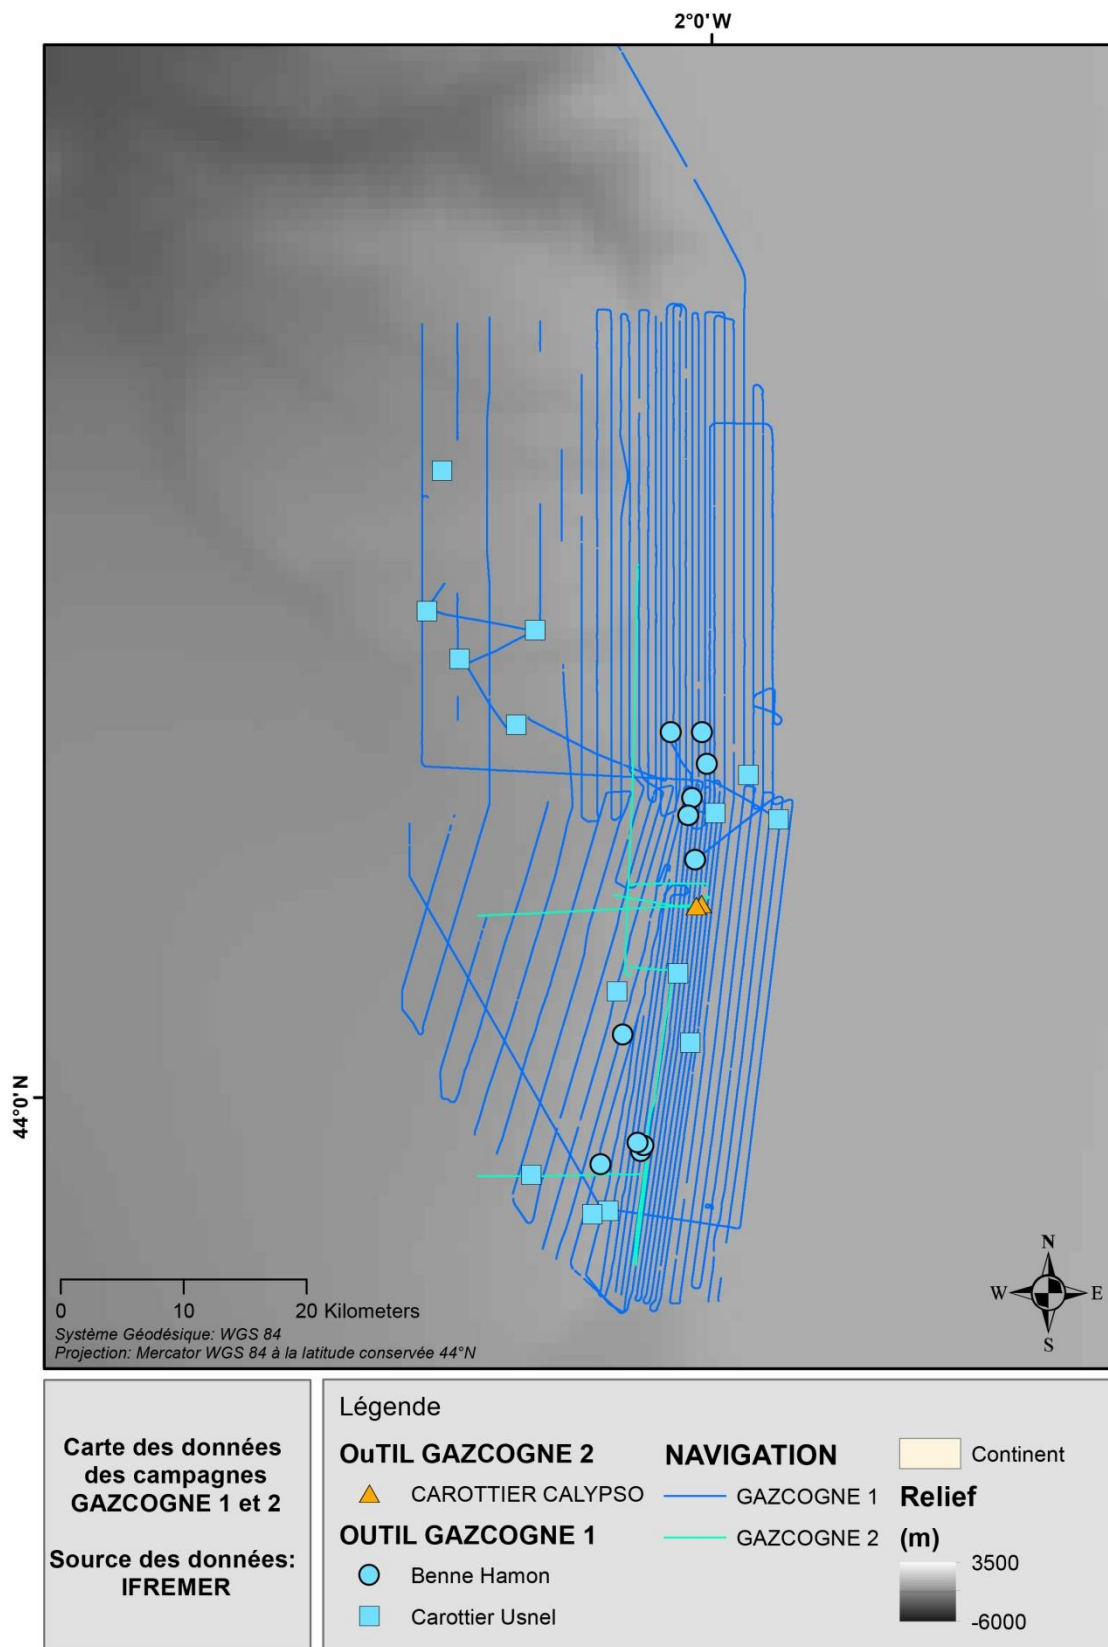 2°0'W
44°0'N
N
W
E
S
0 10 20 Kilometers
Système Géodésique: WGS 84
Projection: Mercator WGS 84 à la latitude conservée 44°N
Carte des données
des campagnes
GAZCOGNE 1 et 2
Source des données:
IFREMER
Légende
OuTIL GAZCOGNE 2
CAROTTIER CALYPSO
OUTIL GAZCOGNE 1
Benne Hamon
Carottier Usnel
NAVIGATION
GAZCOGNE 1
GAZCOGNE 2
Continent
Relief
(m)
3500
-6000